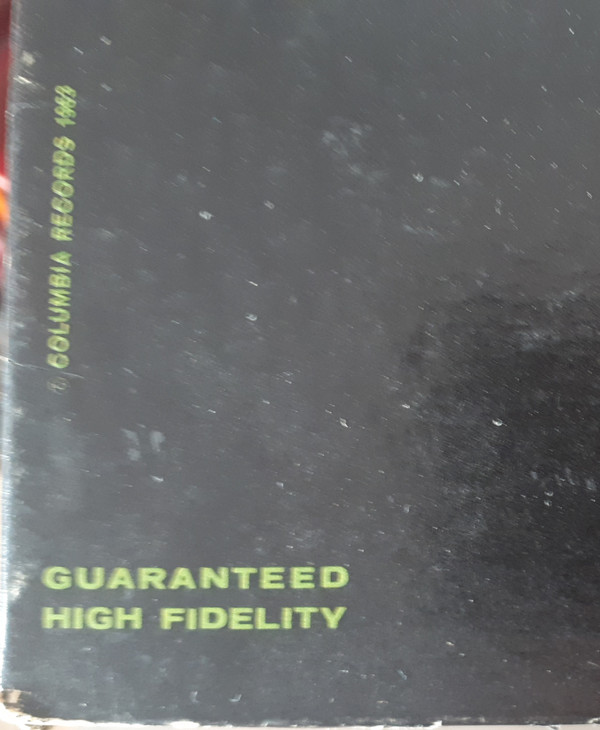 © COLUMBIA RECORDS 1963
GUARANTEED
HIGH FIDELITY